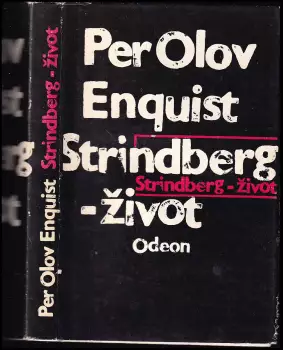 Per Olov Enquist Strindberg - život
Per Olov
Enquist
Strindberg
Strindberg - život
- život
Odeon